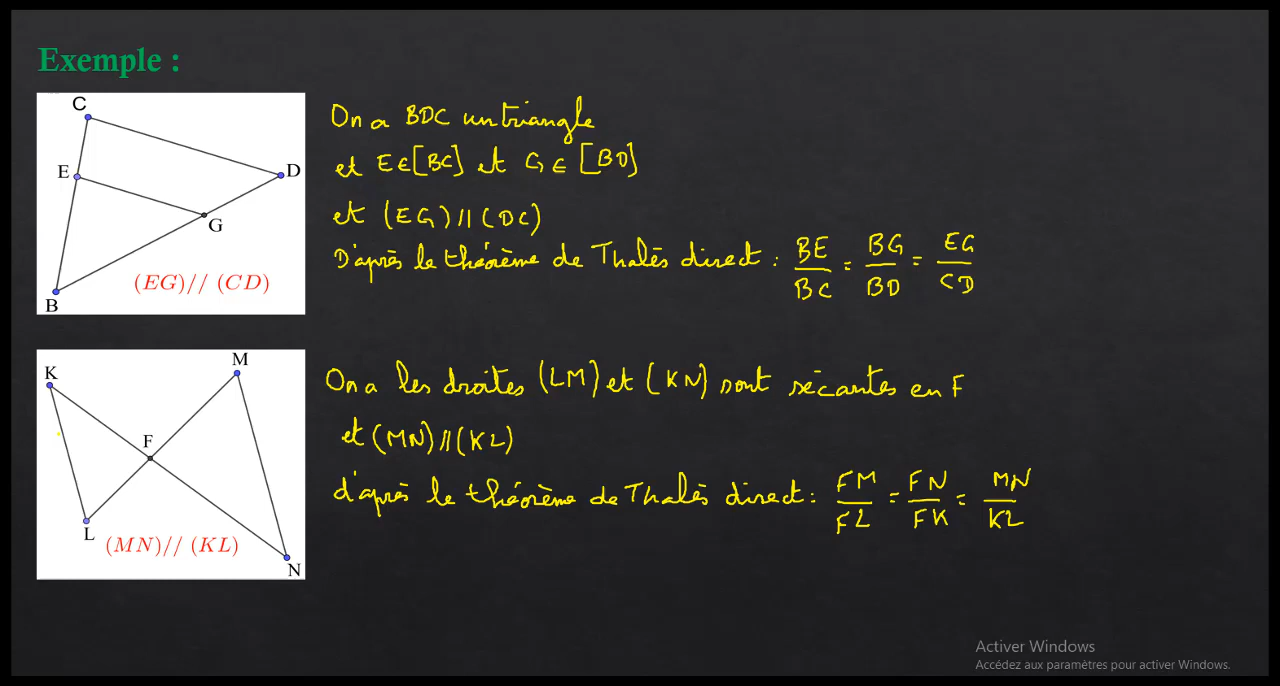 Exemple :
C
E
D
G
B
(EG)// (CD)
On a BDC un triangle
et E∈[BC] et G∈ [BD]
et (EG)//(DC)
D'après le théorème de Thalès direct : BE/BC = BG/BD = EG/CD
K
M
F
L
N
(MN)// (KL)
On a les droites (LM) et (KN) sont sécantes en F
et (MN)//(KL)
d'après le théorème de Thalès direct : FM/FL = FN/FK = MN/KL
Activer Windows
Accédez aux paramètres pour activer Windows.